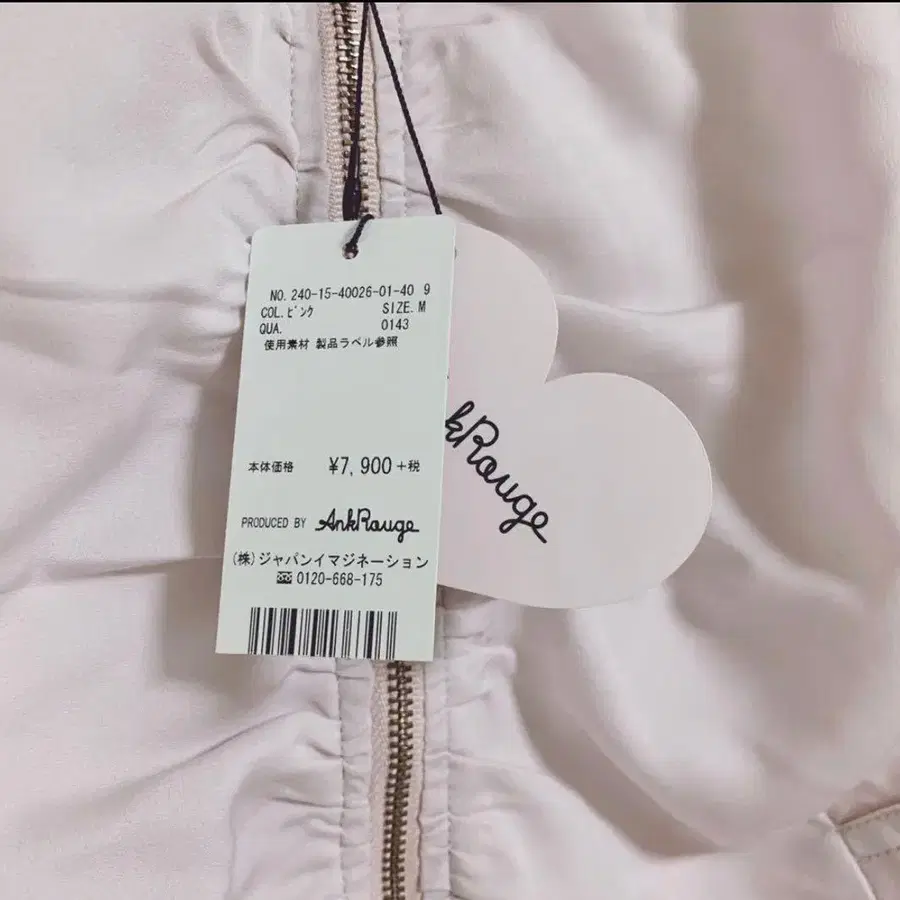 NO. 240-15-40026-01-40 9
COL. ピンク SIZE. M
QUA. 0143
使用素材 製品ラベル参照
本体価格 ¥7,900+税
PRODUCED BY AnkRouge
(株)ジャパンイマジネーション
0120-668-175
kRouge